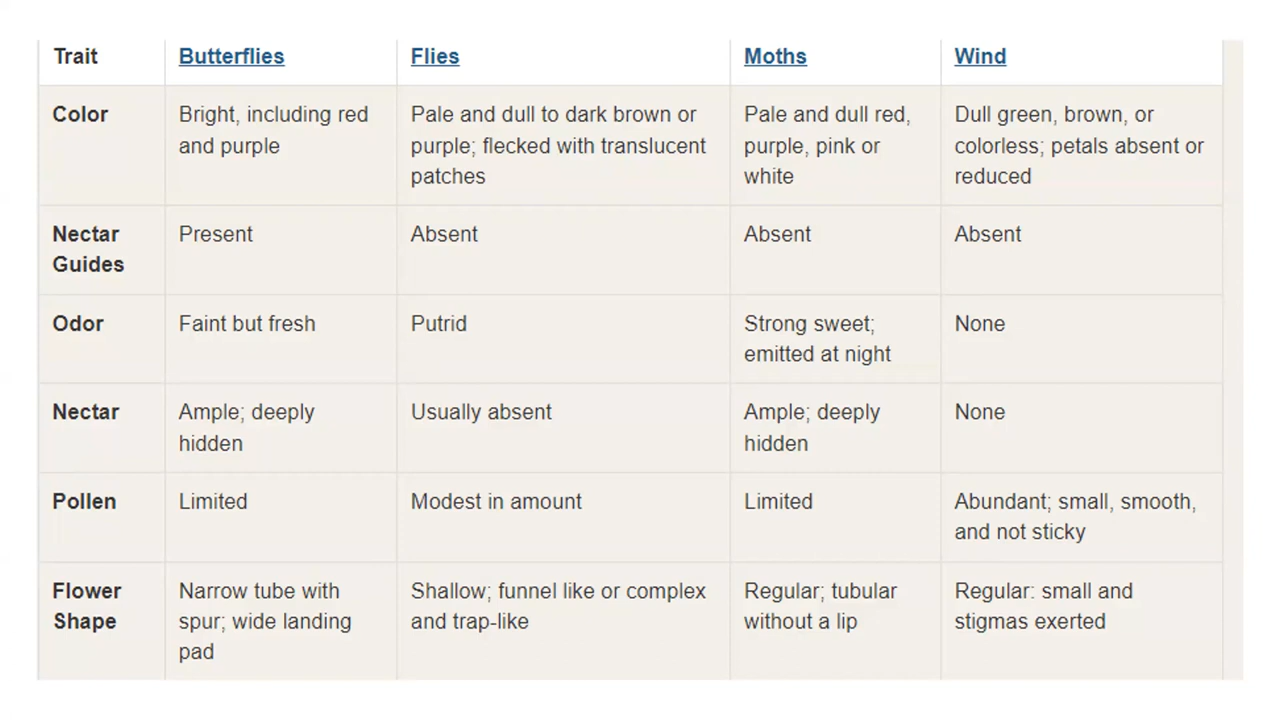 Trait Butterflies Flies Moths Wind
Color Bright, including red Pale and dull to dark brown or Pale and dull red, Dull green, brown, or
and purple purple; flecked with translucent purple, pink or colorless; petals absent or
patches white reduced
Nectar Present Absent Absent Absent
Guides
Odor Faint but fresh Putrid Strong sweet; None
emitted at night
Nectar Ample; deeply Usually absent Ample; deeply None
hidden hidden
Pollen Limited Modest in amount Limited Abundant; small, smooth,
and not sticky
Flower Narrow tube with Shallow; funnel like or complex Regular; tubular Regular: small and
Shape spur; wide landing and trap-like without a lip stigmas exerted
pad